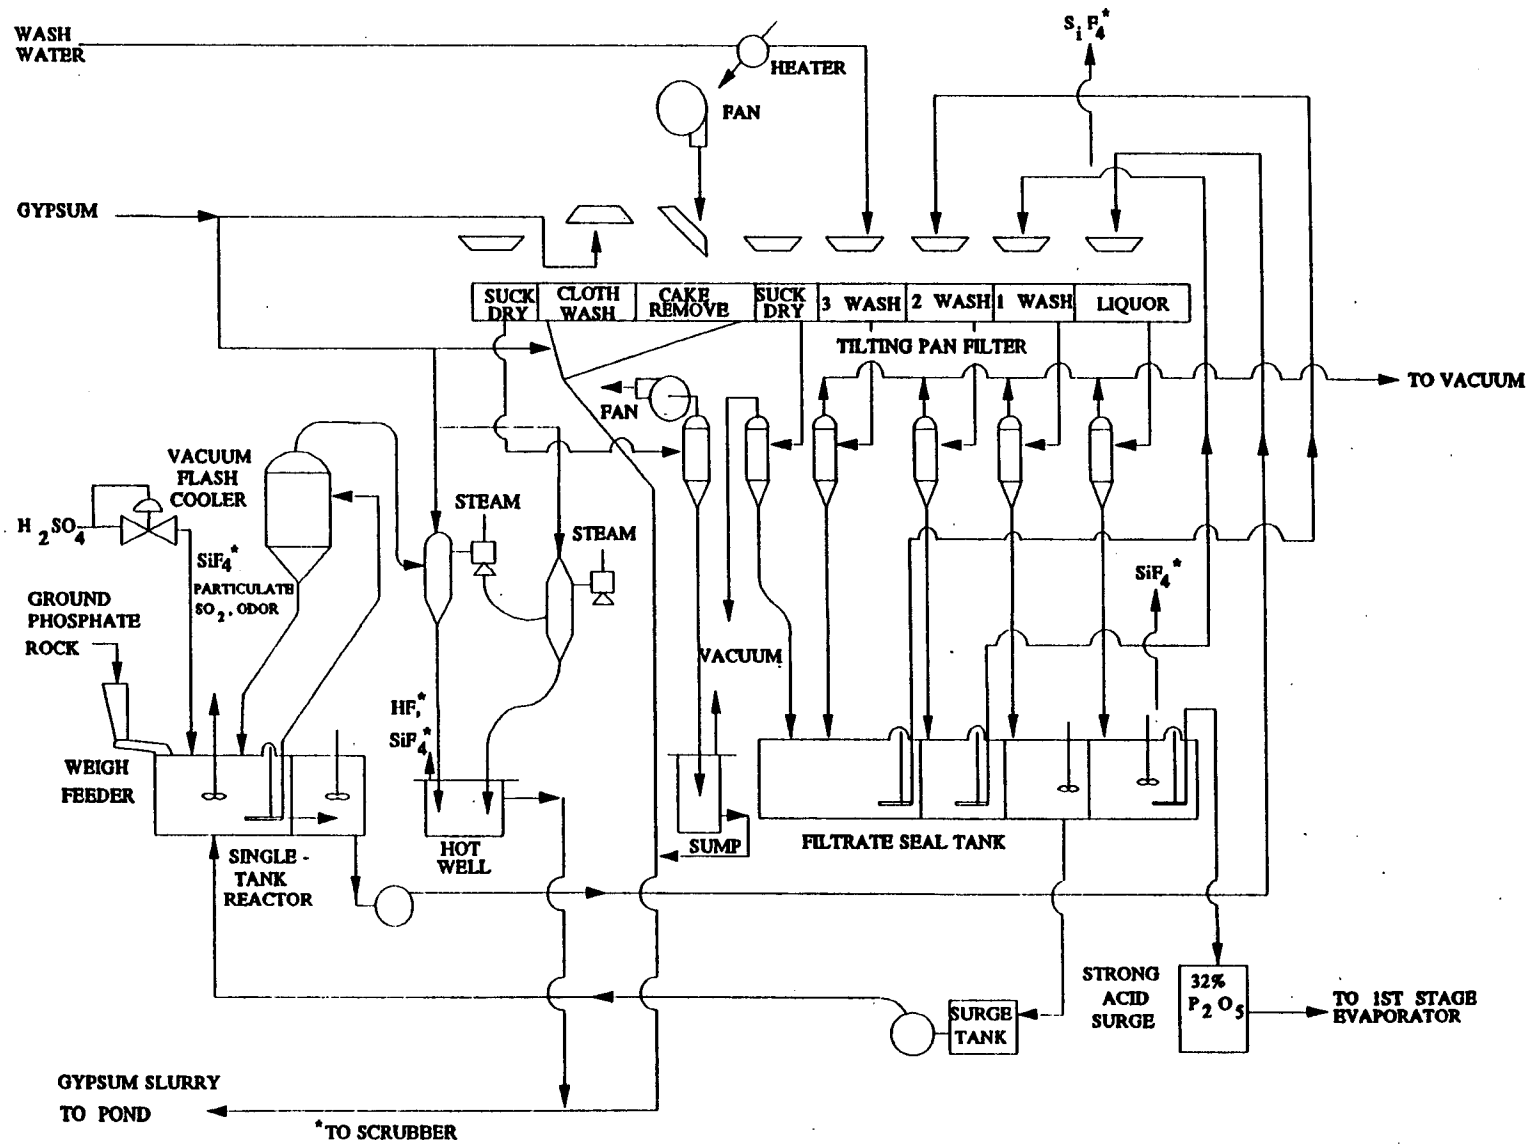 WASH
WATER
HEATER
FAN
SiF4*
GYPSUM
SUCK
DRY
CLOTH
WASH
CAKE
REMOVE
SUCK
DRY
3 WASH
2 WASH
1 WASH
LIQUOR
TILTING PAN FILTER
TO VACUUM
FAN
VACUUM
FLASH
COOLER
STEAM
STEAM
H2SO4
SiF4*
PARTICULATE
SO2, ODOR
SiF4*
GROUND
PHOSPHATE
ROCK
VACUUM
HF,*
SiF4*
WEIGH
FEEDER
SUMP
FILTRATE SEAL TANK
HOT
WELL
SINGLE -
TANK
REACTOR
STRONG
ACID
SURGE
32%
P2O5
TO 1ST STAGE
EVAPORATOR
SURGE
TANK
GYPSUM SLURRY
TO POND
*TO SCRUBBER